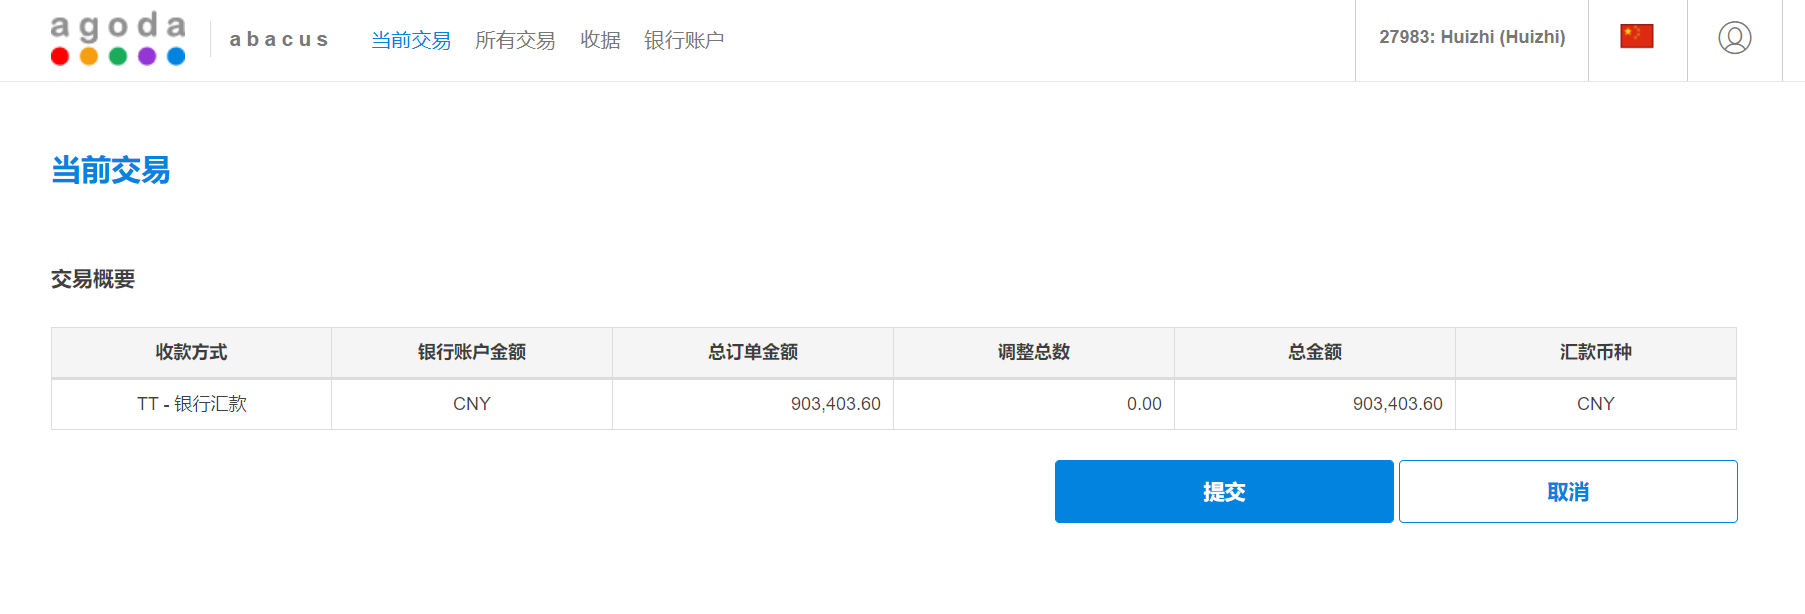 agoda
abacus 当前交易 所有交易 收据 银行账户 27983: Huizhi (Huizhi)
当前交易
交易概要
收款方式 银行账户金额 总订单金额 调整总数 总金额 汇款币种
TT - 银行汇款 CNY 903,403.60 0.00 903,403.60 CNY
提交 取消